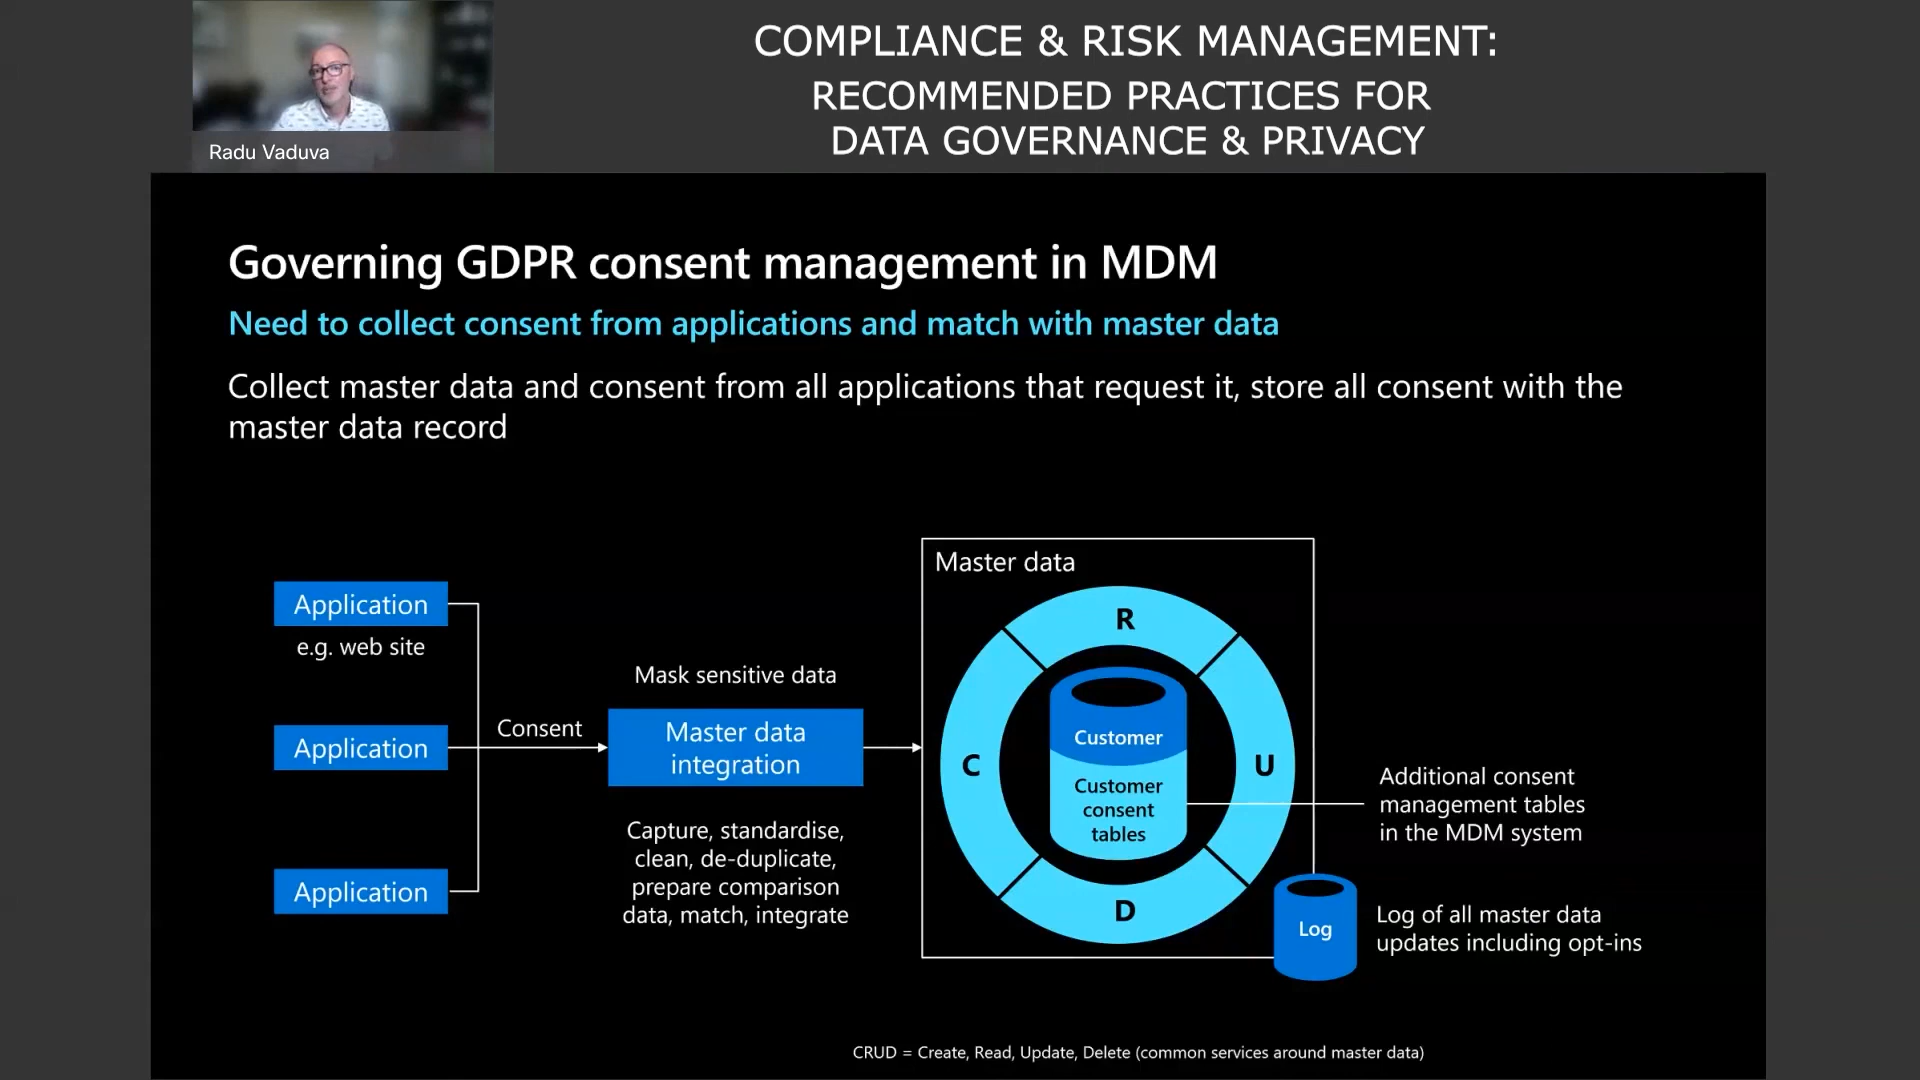 COMPLIANCE & RISK MANAGEMENT:
RECOMMENDED PRACTICES FOR
DATA GOVERNANCE & PRIVACY
Radu Vaduva
Governing GDPR consent management in MDM
Need to collect consent from applications and match with master data
Collect master data and consent from all applications that request it, store all consent with the
master data record
Application
e.g. web site
Application
Application
Consent
Mask sensitive data
Master data
integration
Capture, standardise,
clean, de-duplicate,
prepare comparison
data, match, integrate
Master data
R
C
U
D
Customer
Customer
consent
tables
Additional consent
management tables
in the MDM system
Log
Log of all master data
updates including opt-ins
CRUD = Create, Read, Update, Delete (common services around master data)